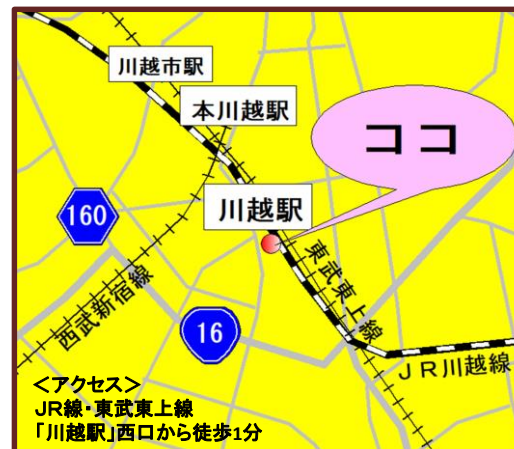 川越市駅
本川越駅
ココ
160
川越駅
東武東上線
西武新宿線
16
JR川越線
＜アクセス＞
JR線・東武東上線
「川越駅」西口から徒歩1分